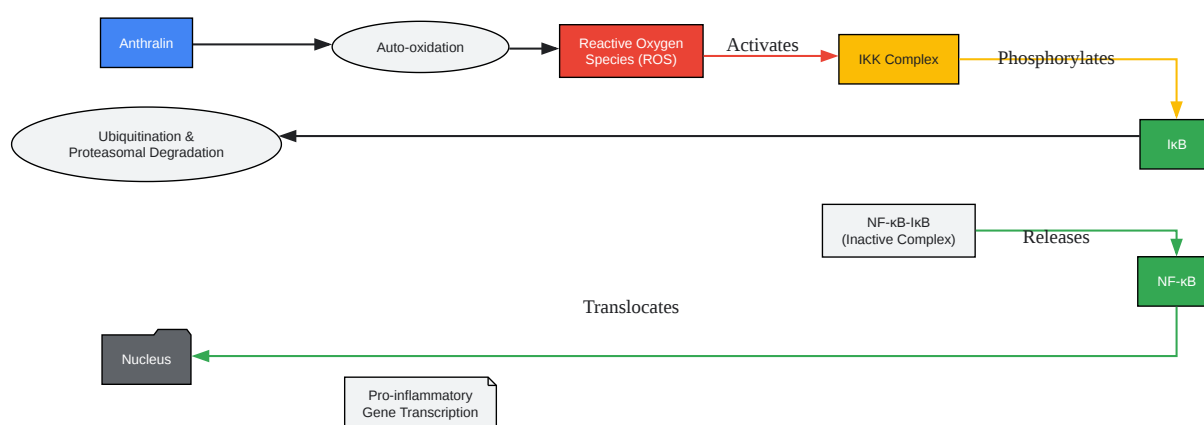 Anthralin
Auto-oxidation
Reactive Oxygen
Species (ROS)
Activates
IKK Complex
Phosphorylates
Ubiquitination &
Proteasomal Degradation
IκB
NF-κB-IκB
(Inactive Complex)
Releases
NF-κB
Translocates
Nucleus
Pro-inflammatory
Gene Transcription